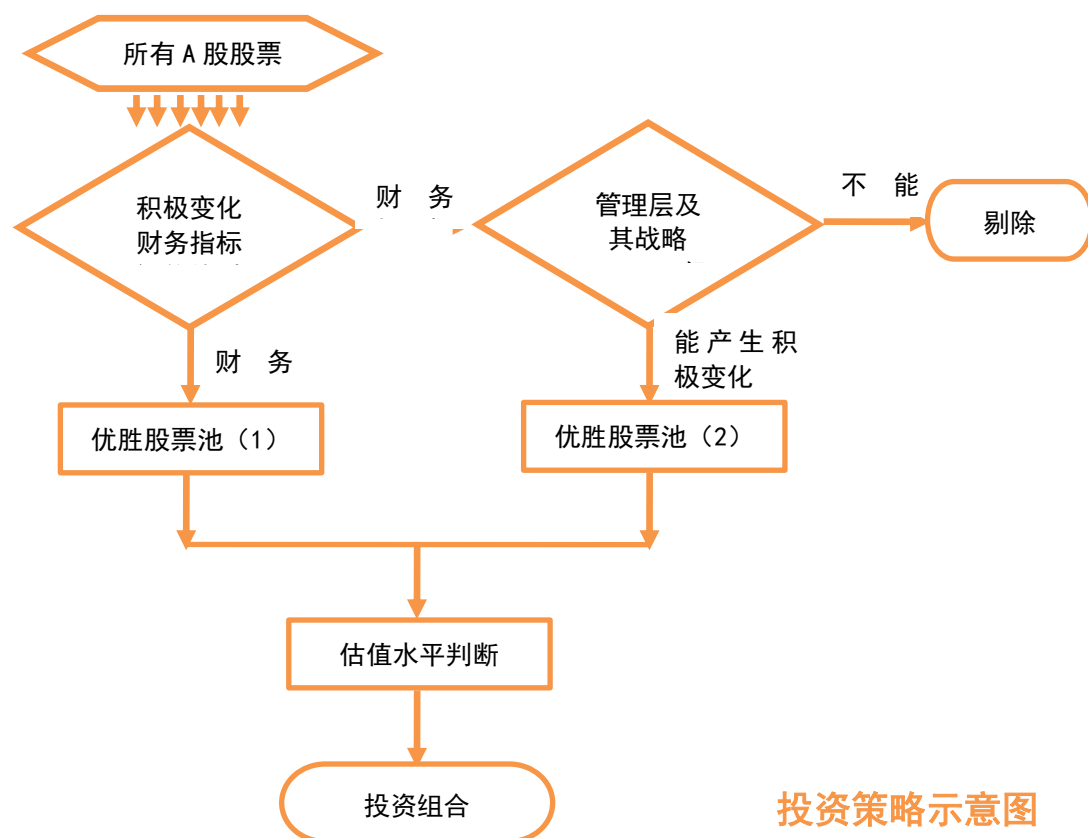 所有 A 股股票
积极变化
财务指标
财 务
管理层及
其战略
不 能
剔除
财 务
能产生积
极变化
优胜股票池（1）
优胜股票池（2）
估值水平判断
投资组合
投资策略示意图